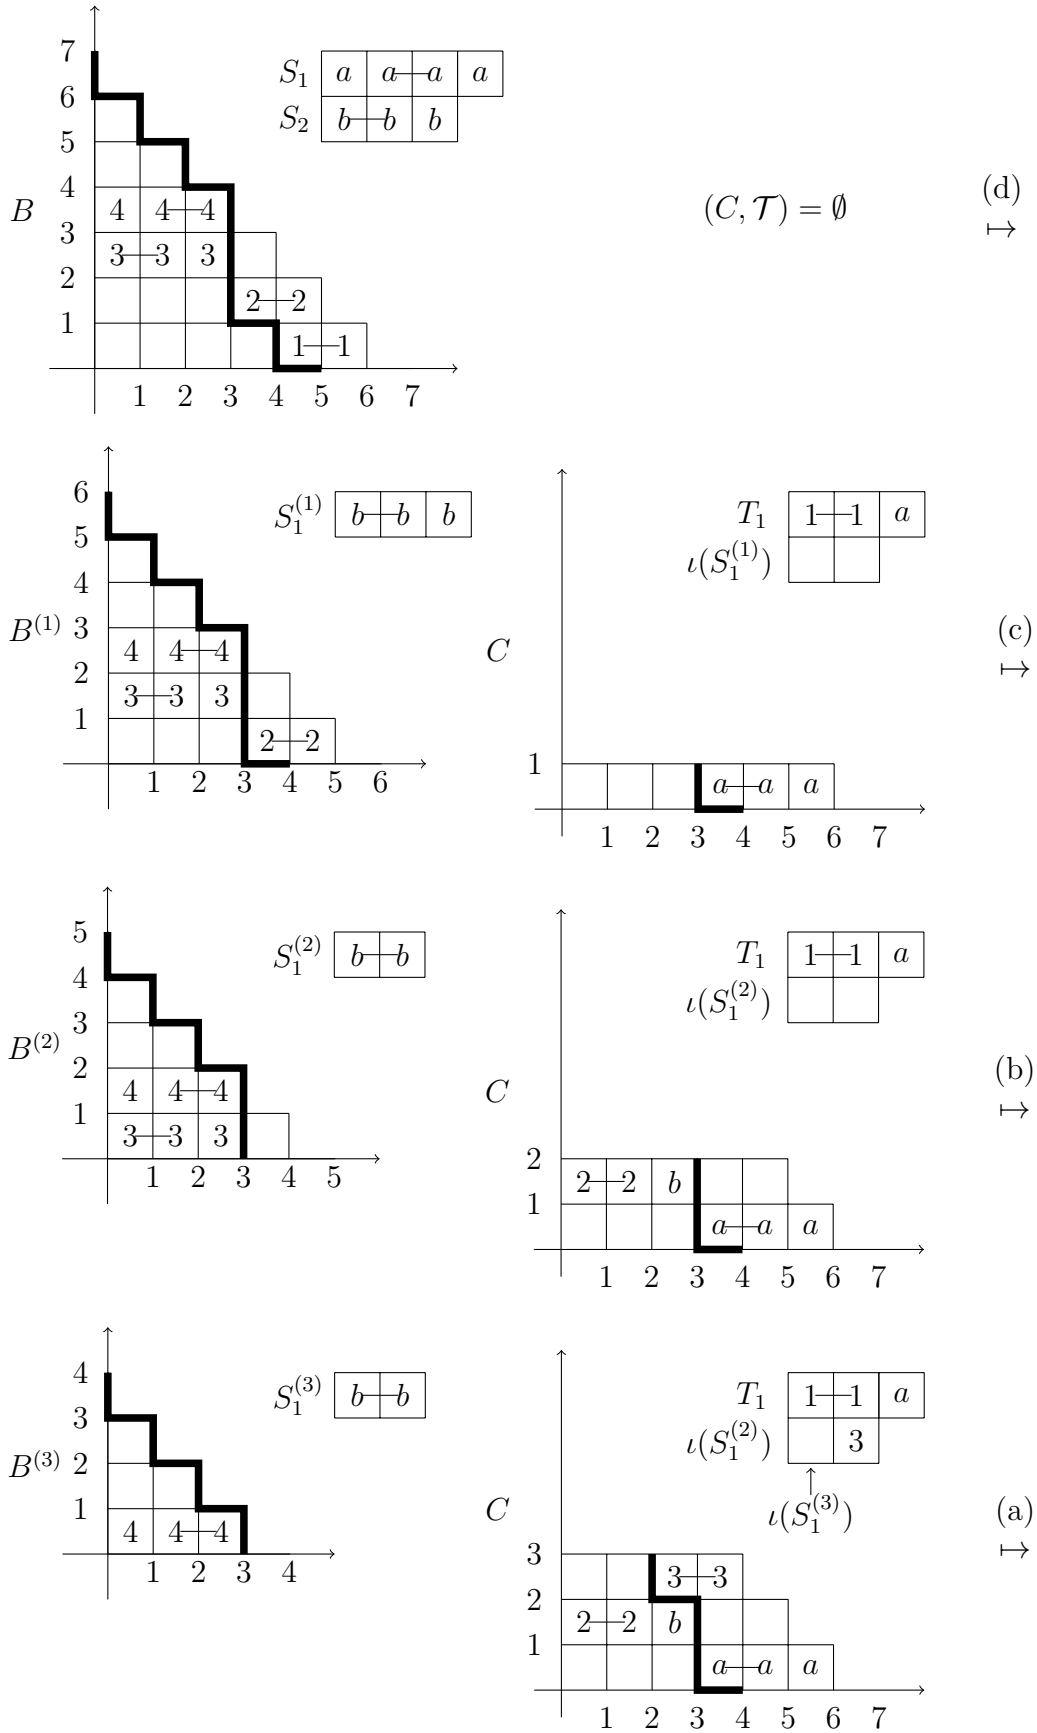 7
S₁ a a a a
6
S₂ b b b
5
4
(d)
B 4 4 4
(C, 𝒯) = ∅ ↦
3
3 3 3
2
2 2
1
1 1
1 2 3 4 5 6 7
6
S₁⁽¹⁾ b b b
T₁ 1 1 a
5
ι(S₁⁽¹⁾)
4
B⁽¹⁾ 3
(c)
4 4 4
C
↦
2
3 3 3
1
2 2
1
a a a
1 2 3 4 5 6
1 2 3 4 5 6 7
5
S₁⁽²⁾ b b
T₁ 1 1 a
4
ι(S₁⁽²⁾)
3
B⁽²⁾
2
(b)
4 4 4
C
↦
1
3 3 3
2
2 2 b
1 2 3 4 5
1
a a a
1 2 3 4 5 6 7
4
S₁⁽³⁾ b b
T₁ 1 1 a
3
ι(S₁⁽²⁾) 3
B⁽³⁾ 2
ι(S₁⁽³⁾)
1
C
(a)
4 4 4
↦
1 2 3 4
3
3 3
2
2 2 b
1
a a a
1 2 3 4 5 6 7